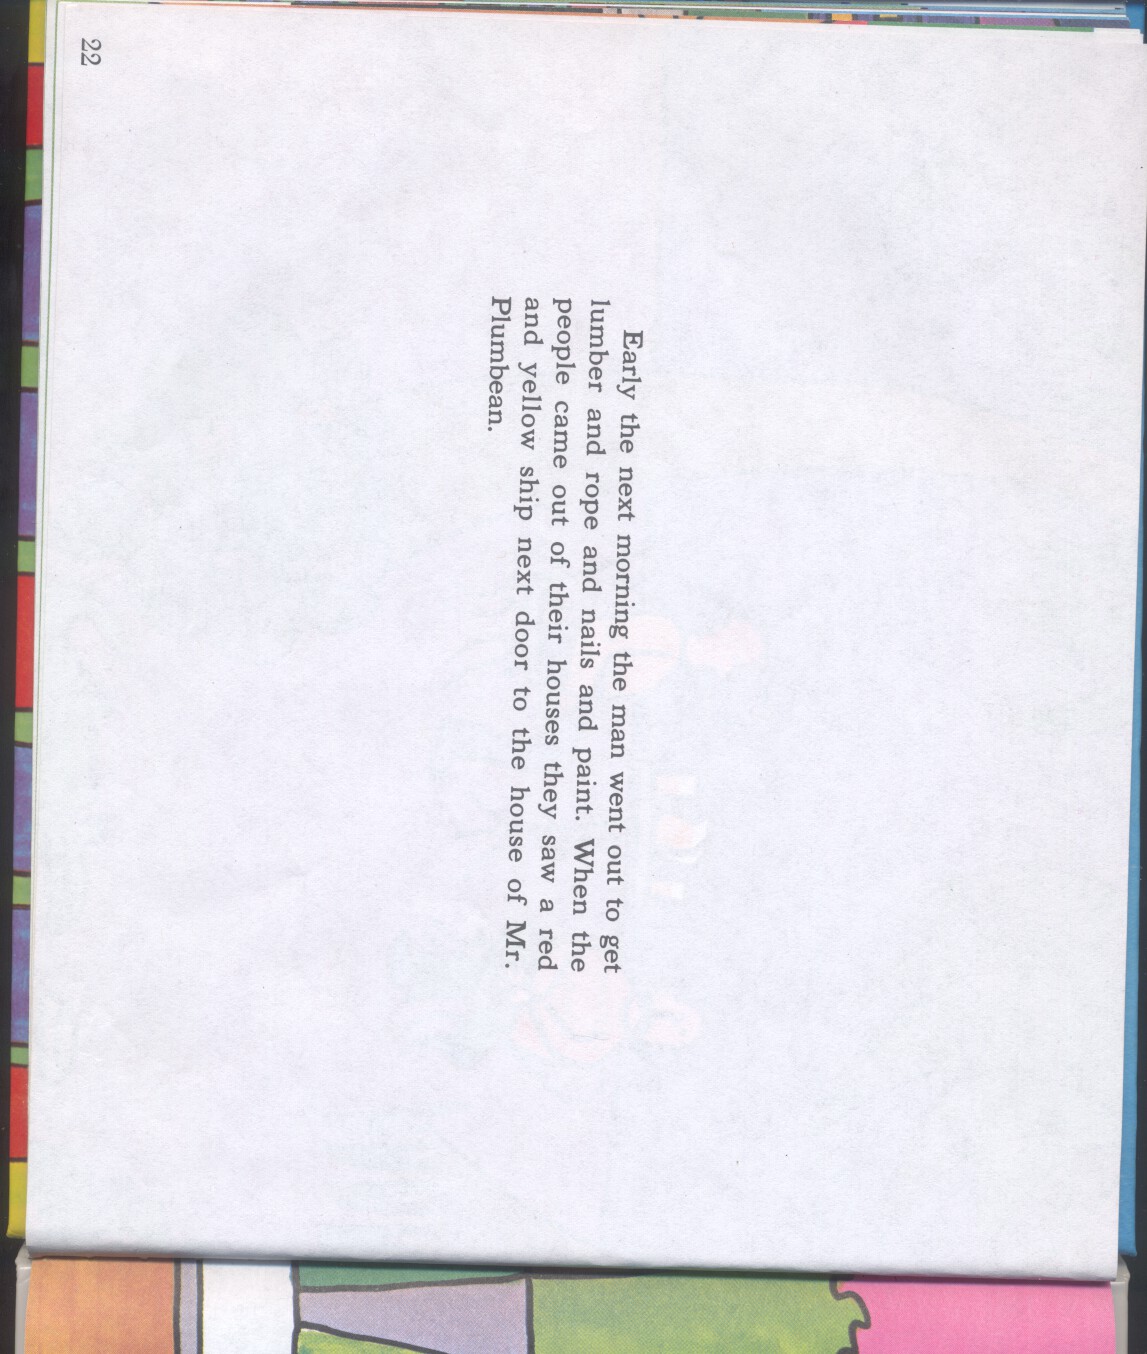 Early the next morning the man went out to get
lumber and rope and nails and paint. When the
people came out of their houses they saw a red
and yellow ship next door to the house of Mr.
Plumbean.
22